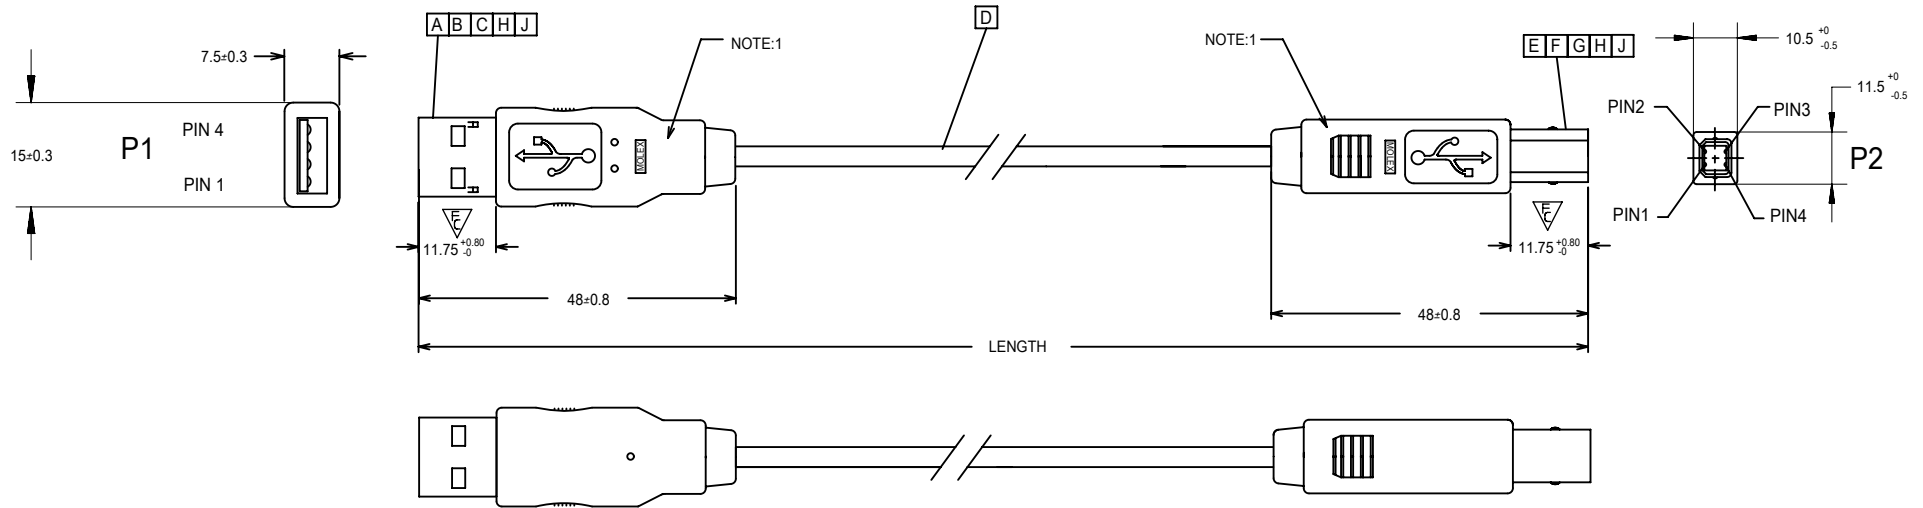 A B C H J
D
NOTE:1
NOTE:1
E F G H J
7.5±0.3
10.5 +0 -0.5
11.5 +0 -0.5
PIN2
PIN3
PIN 4
P1
15±0.3
PIN 1
MOLEX
MOLEX
P2
PIN1
PIN4
FC
FC
11.75 +0.80 -0
11.75 +0.80 -0
48±0.8
48±0.8
LENGTH